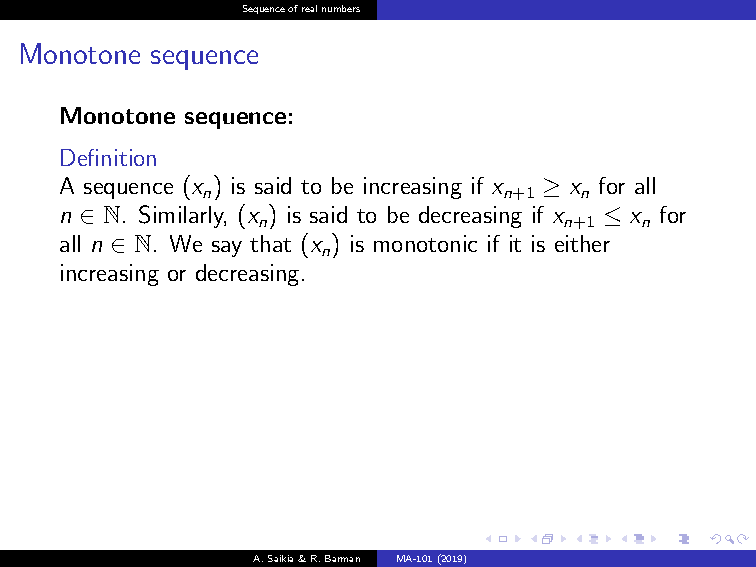 Sequence of real numbers
Monotone sequence
Monotone sequence:
Definition
A sequence (xₙ) is said to be increasing if xₙ₊₁ ≥ xₙ for all
n ∈ ℕ. Similarly, (xₙ) is said to be decreasing if xₙ₊₁ ≤ xₙ for
all n ∈ ℕ. We say that (xₙ) is monotonic if it is either
increasing or decreasing.
A. Saikia & R. Barman MA-101 (2019)